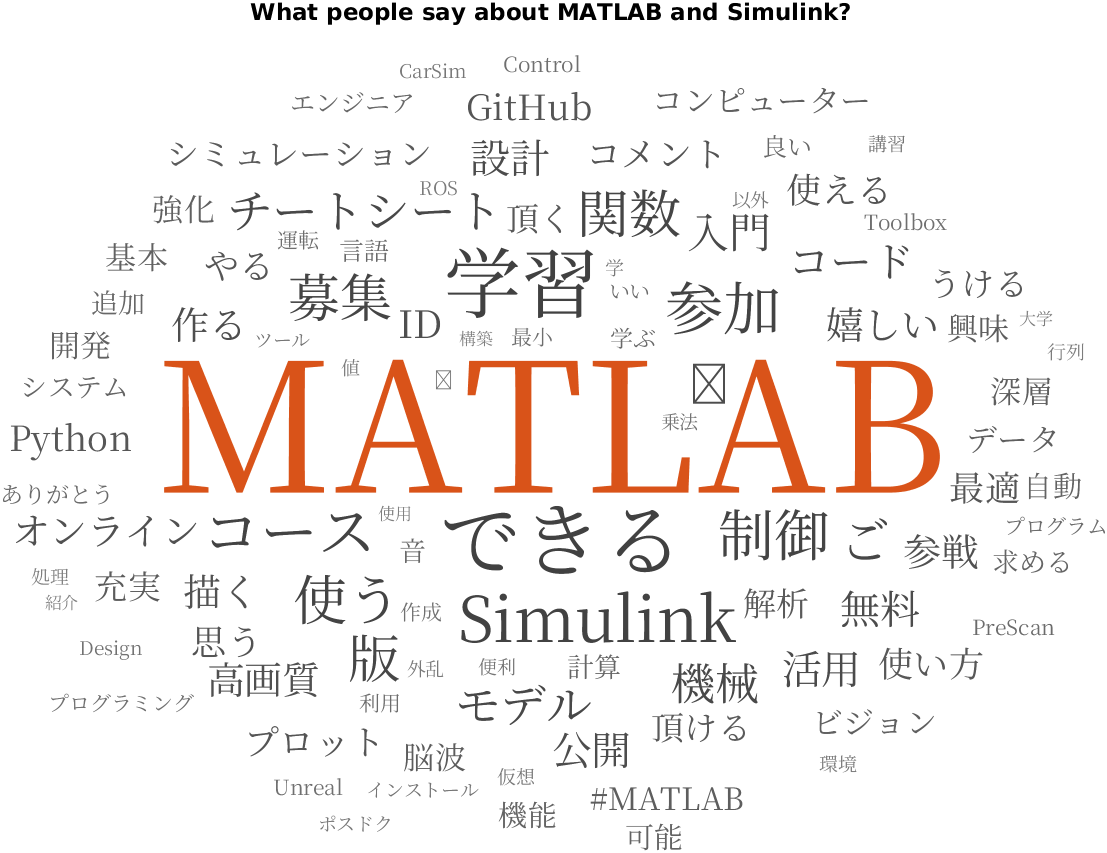 What people say about MATLAB and Simulink?
CarSim Control
エンジニア GitHub コンピューター
シミュレーション 設計 コメント 良い 講習
強化 チートシート ROS 頂く 関数 以外 使える
入門 Toolbox
基本 やる 運転 言語 学習 学 いい コード うける
追加 作る 募集 ID 参加 嬉しい 興味 大学
開発 ツール 構築 最小 学ぶ 行列
システム 値 MATLAB 乗法 深層
Python データ
ありがとう 最適 自動
オンライン コース 使用 できる 制御 ご 参戦 プログラム
音 求める
処理 紹介 充実 描く 使う 作成 Simulink 解析 無料
Design 思う 版 PreScan
高画質 外乱 便利 計算 機械 活用 使い方
プログラミング 利用 モデル 頂ける ビジョン
プロット 脳波 公開 環境
Unreal インストール 仮想 #MATLAB
ポスドク 機能 可能